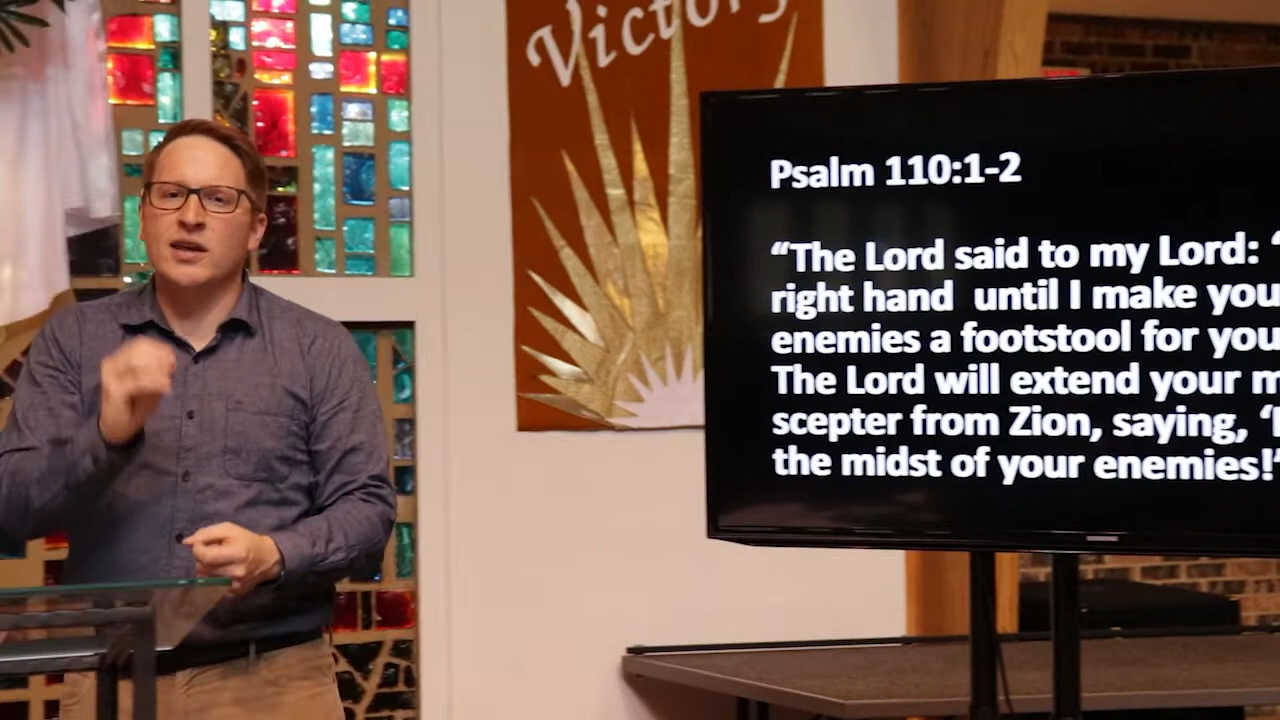 Victory
Psalm 110:1-2
“The Lord said to my Lord: “
right hand until I make you
enemies a footstool for you
The Lord will extend your m
scepter from Zion, saying, ‘
the midst of your enemies!’